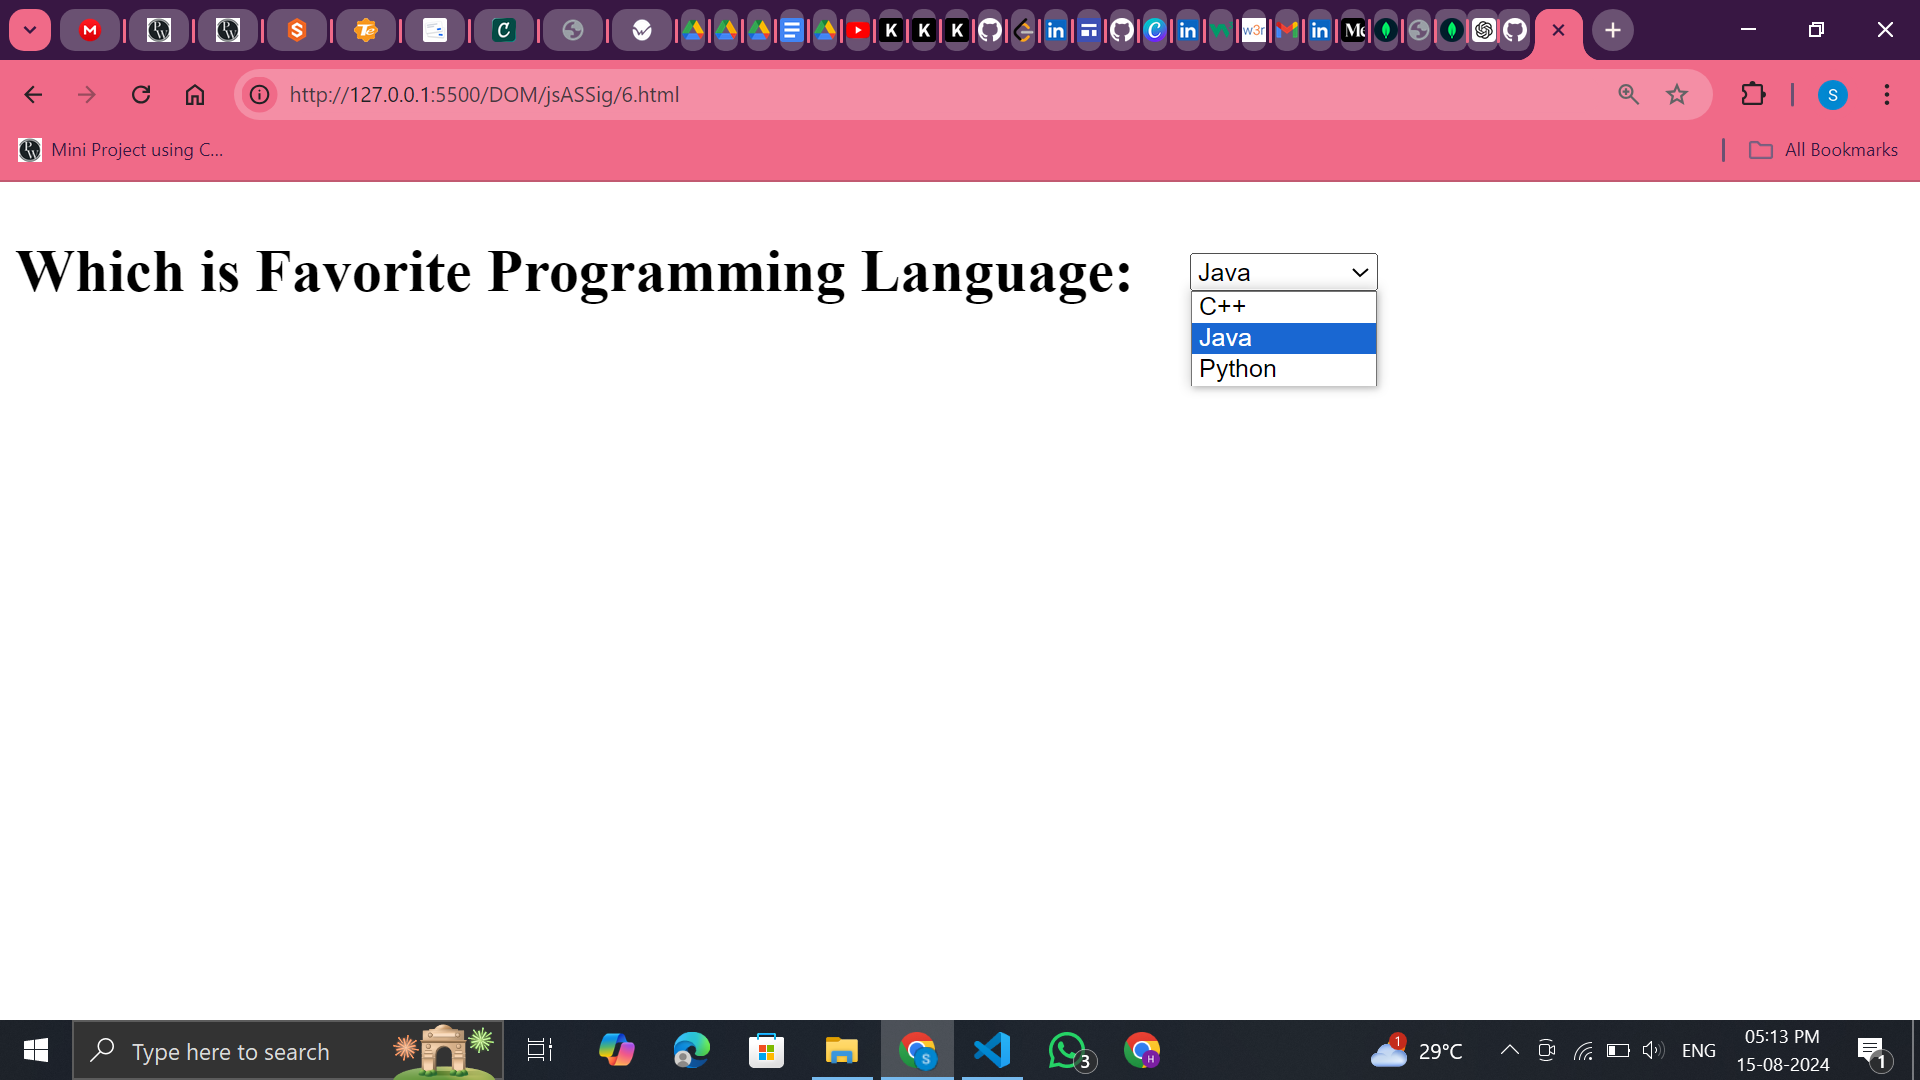 http://127.0.0.1:5500/DOM/jsASSig/6.html
S
Mini Project using C...
All Bookmarks
Which is Favorite Programming Language:
Java
C++
Java
Python
Type here to search
29°C
ENG
05:13 PM
15-08-2024